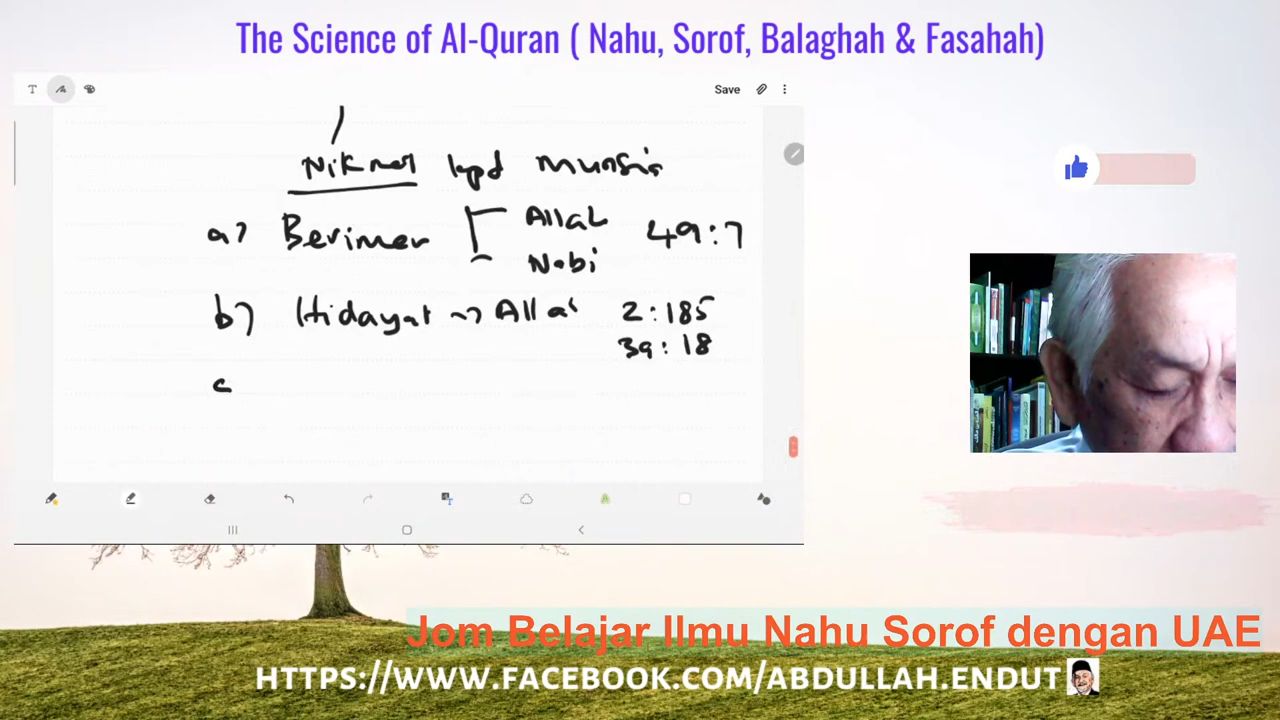 The Science of Al-Quran ( Nahu, Sorof, Balaghah & Fasahah)
T Save
Nikmat kpd manusia
a) Beriman Allah 49:7
Nabi
b) Hidayat → Allah 2:185
39:18
c
Jom Belajar Ilmu Nahu Sorof dengan UAE
HTTPS://WWW.FACEBOOK.COM/ABDULLAH.ENDUT